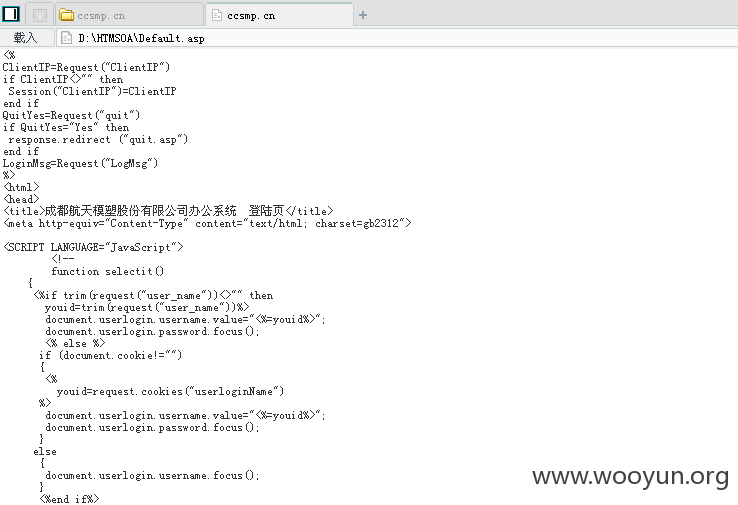 ccsmp.cn
ccsmp.cn
载入
D:\HTMSOA\Default.asp
<%
ClientIP=Request("ClientIP")
if ClientIP<>"" then
Session("ClientIP")=ClientIP
end if
QuitYes=Request("quit")
if QuitYes="Yes" then
response.redirect ("quit.asp")
end if
LoginMsg=Request("LogMsg")
%>
<html>
<head>
<title>成都航天模塑股份有限公司办公系统 登陆页</title>
<meta http-equiv="Content-Type" content="text/html; charset=gb2312">
<SCRIPT LANGUAGE="JavaScript">
<!--
function selectit()
{
<%if trim(request("user_name"))<>"" then
youid=trim(request("user_name"))%>
document.userlogin.username.value="<%=youid%>";
document.userlogin.password.focus();
<% else %>
if (document.cookie!="")
{
<%
youid=request.cookies("userloginName")
%>
document.userlogin.username.value="<%=youid%>";
document.userlogin.password.focus();
}
else
{
document.userlogin.username.focus();
}
<%end if%>
www.wooyun.org